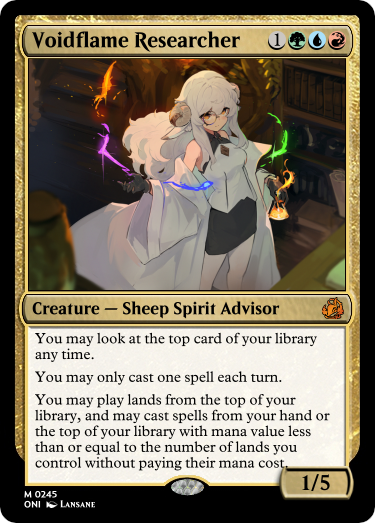 Voidflame Researcher 1
Creature — Sheep Spirit Advisor
You may look at the top card of your library
any time.
You may only cast one spell each turn.
You may play lands from the top of your
library, and may cast spells from your hand or
the top of your library with mana value less
than or equal to the number of lands you
control without paying their mana cost.
1/5
M 0245
ONI LANSANE